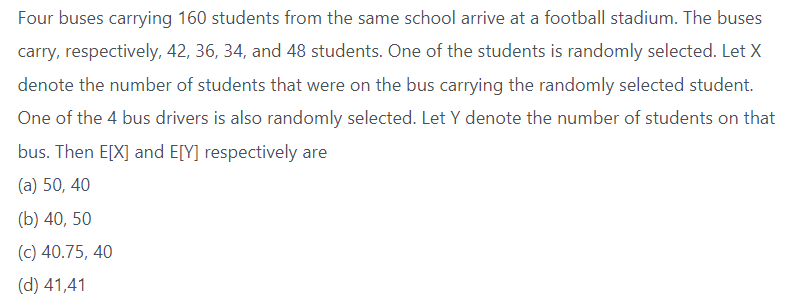 Four buses carrying 160 students from the same school arrive at a football stadium. The buses
carry, respectively, 42, 36, 34, and 48 students. One of the students is randomly selected. Let X
denote the number of students that were on the bus carrying the randomly selected student.
One of the 4 bus drivers is also randomly selected. Let Y denote the number of students on that
bus. Then E[X] and E[Y] respectively are
(a) 50, 40
(b) 40, 50
(c) 40.75, 40
(d) 41,41